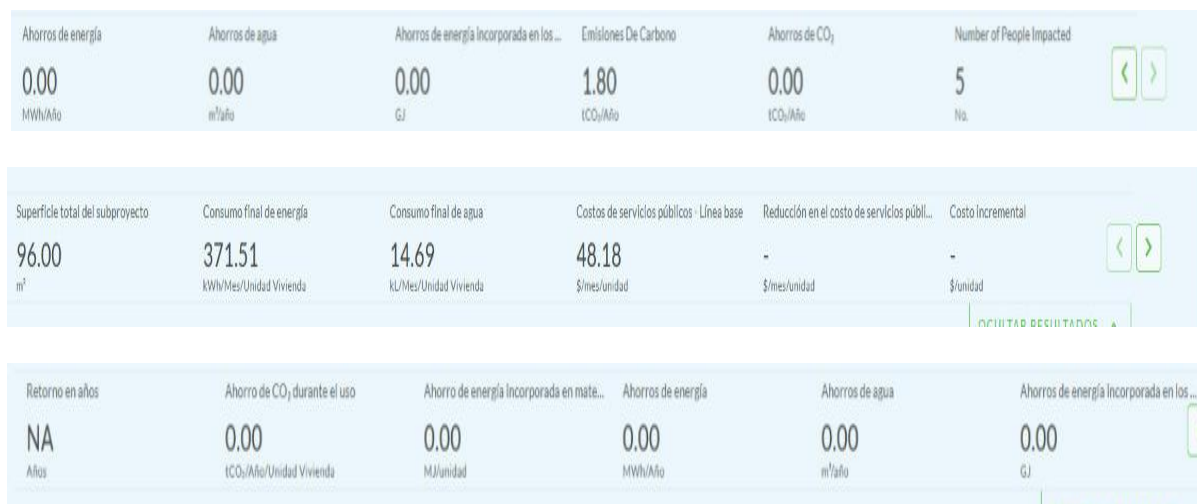 Ahorros de energía Ahorros de agua Ahorros de energía Incorporada en los ... Emisiones De Carbono Ahorros de CO₂ Number of People Impacted
0.00 0.00 0.00 1.80 0.00 5
MWh/Año m³/año GJ tCO₂/Año tCO₂/Año No.
Superficie total del subproyecto Consumo final de energía Consumo final de agua Costos de servicios públicos - Línea base Reducción en el costo de servicios públi... Costo incremental
96.00 371.51 14.69 48.18 - -
m² kWh/Mes/Unidad Vivienda kL/Mes/Unidad Vivienda $/mes/unidad $/mes/unidad $/unidad
OCULTAR RESULTADOS
Retorno en años Ahorro de CO₂ durante el uso Ahorro de energía Incorporada en mate... Ahorros de energía Ahorros de agua Ahorros de energía Incorporada en los ...
NA 0.00 0.00 0.00 0.00 0.00
Años tCO₂/Año/Unidad Vivienda MJ/unidad MWh/Año m³/año GJ